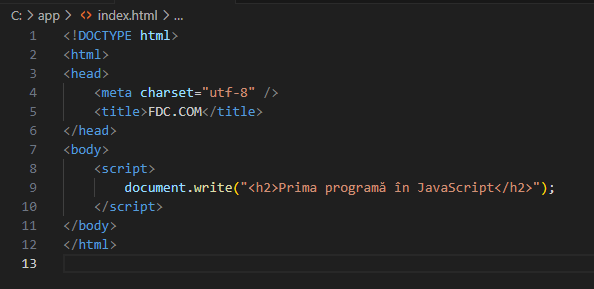 C: > app > <> index.html > ...
1 <!DOCTYPE html>
2 <html>
3 <head>
4     <meta charset="utf-8" />
5     <title>FDC.COM</title>
6 </head>
7 <body>
8     <script>
9         document.write("<h2>Prima programă în JavaScript</h2>");
10     </script>
11 </body>
12 </html>
13